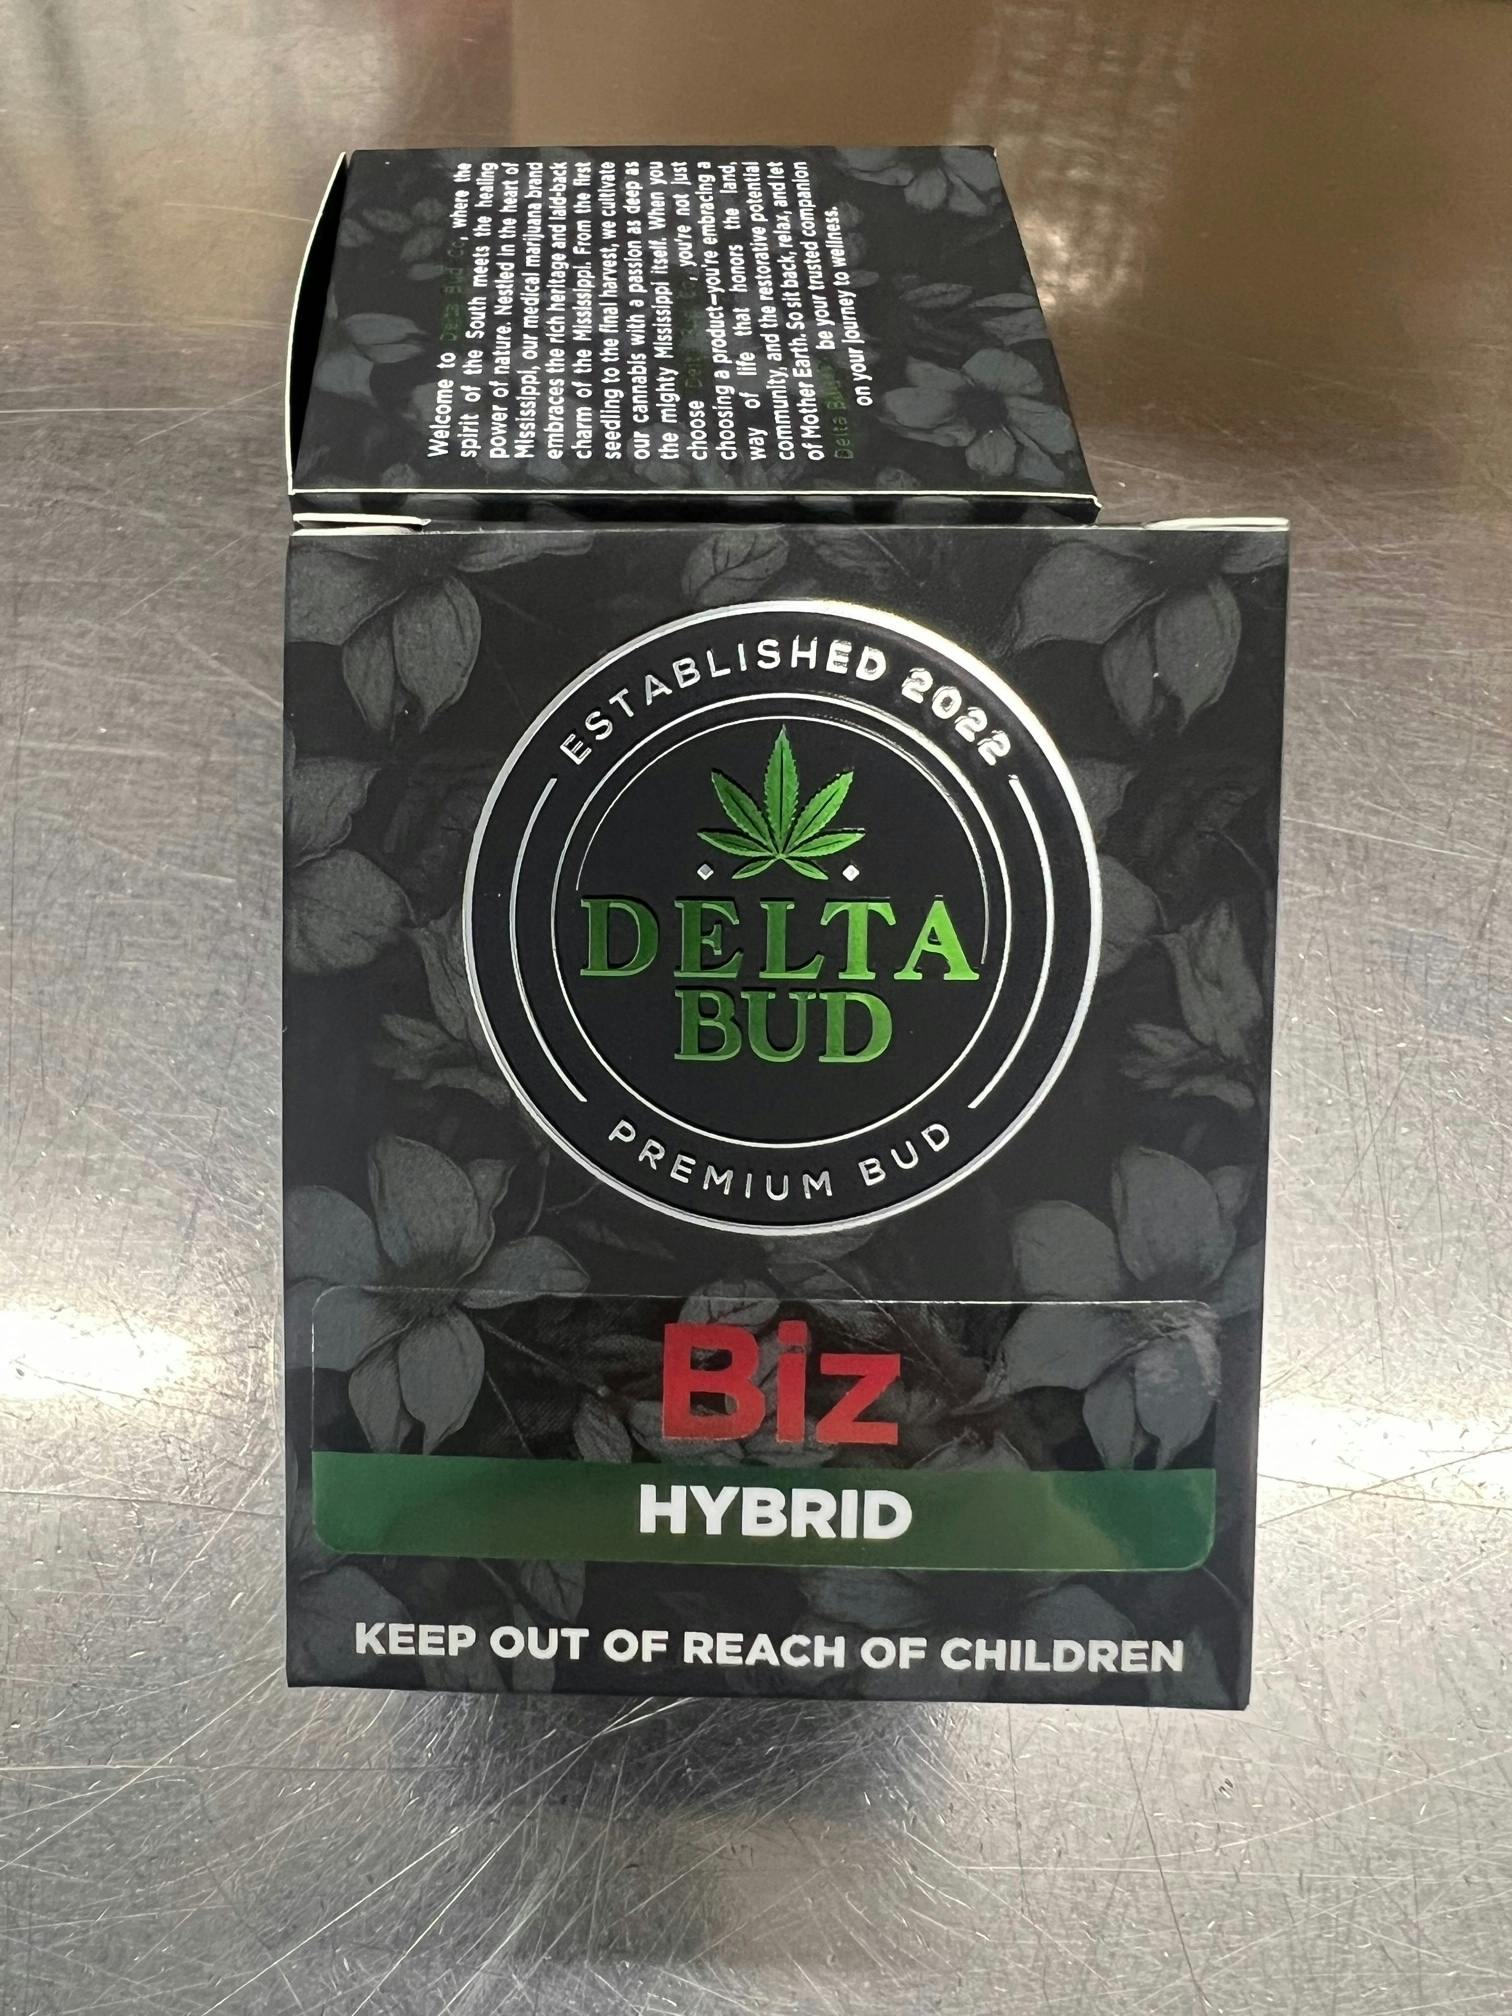 Welcome to Delta Bud Co, where the
spirit of the South meets the healing
power of nature. Nestled in the heart of
Mississippi, our medical marijuana brand
embraces the rich heritage and laid-back
charm of the Mississippi. From the first
seedling to the final harvest, we cultivate
our cannabis with a passion as deep as
the mighty Mississippi itself. When you
choose Delta Bud Co, you're not just
choosing a product—you're embracing a
way of life that honors the land,
community, and the restorative potential
of Mother Earth. So sit back, relax, and let
Delta Bud be your trusted companion
on your journey to wellness.
ESTABLISHED 2022
DELTA
BUD
PREMIUM BUD
Biz
HYBRID
KEEP OUT OF REACH OF CHILDREN